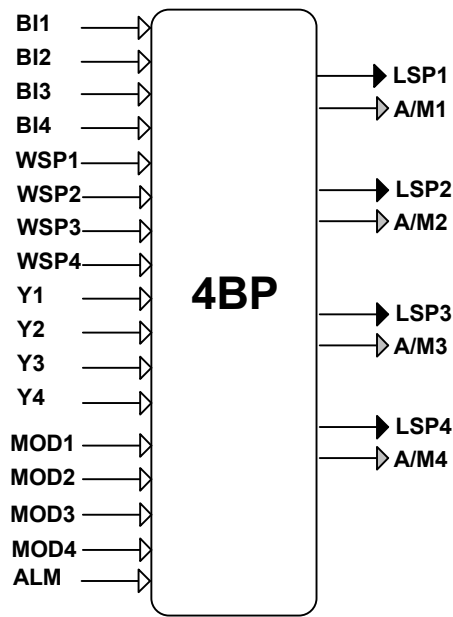 BI1
BI2
BI3
BI4
WSP1
WSP2
WSP3
WSP4
Y1
Y2
Y3
Y4
MOD1
MOD2
MOD3
MOD4
ALM
4BP
LSP1
A/M1
LSP2
A/M2
LSP3
A/M3
LSP4
A/M4